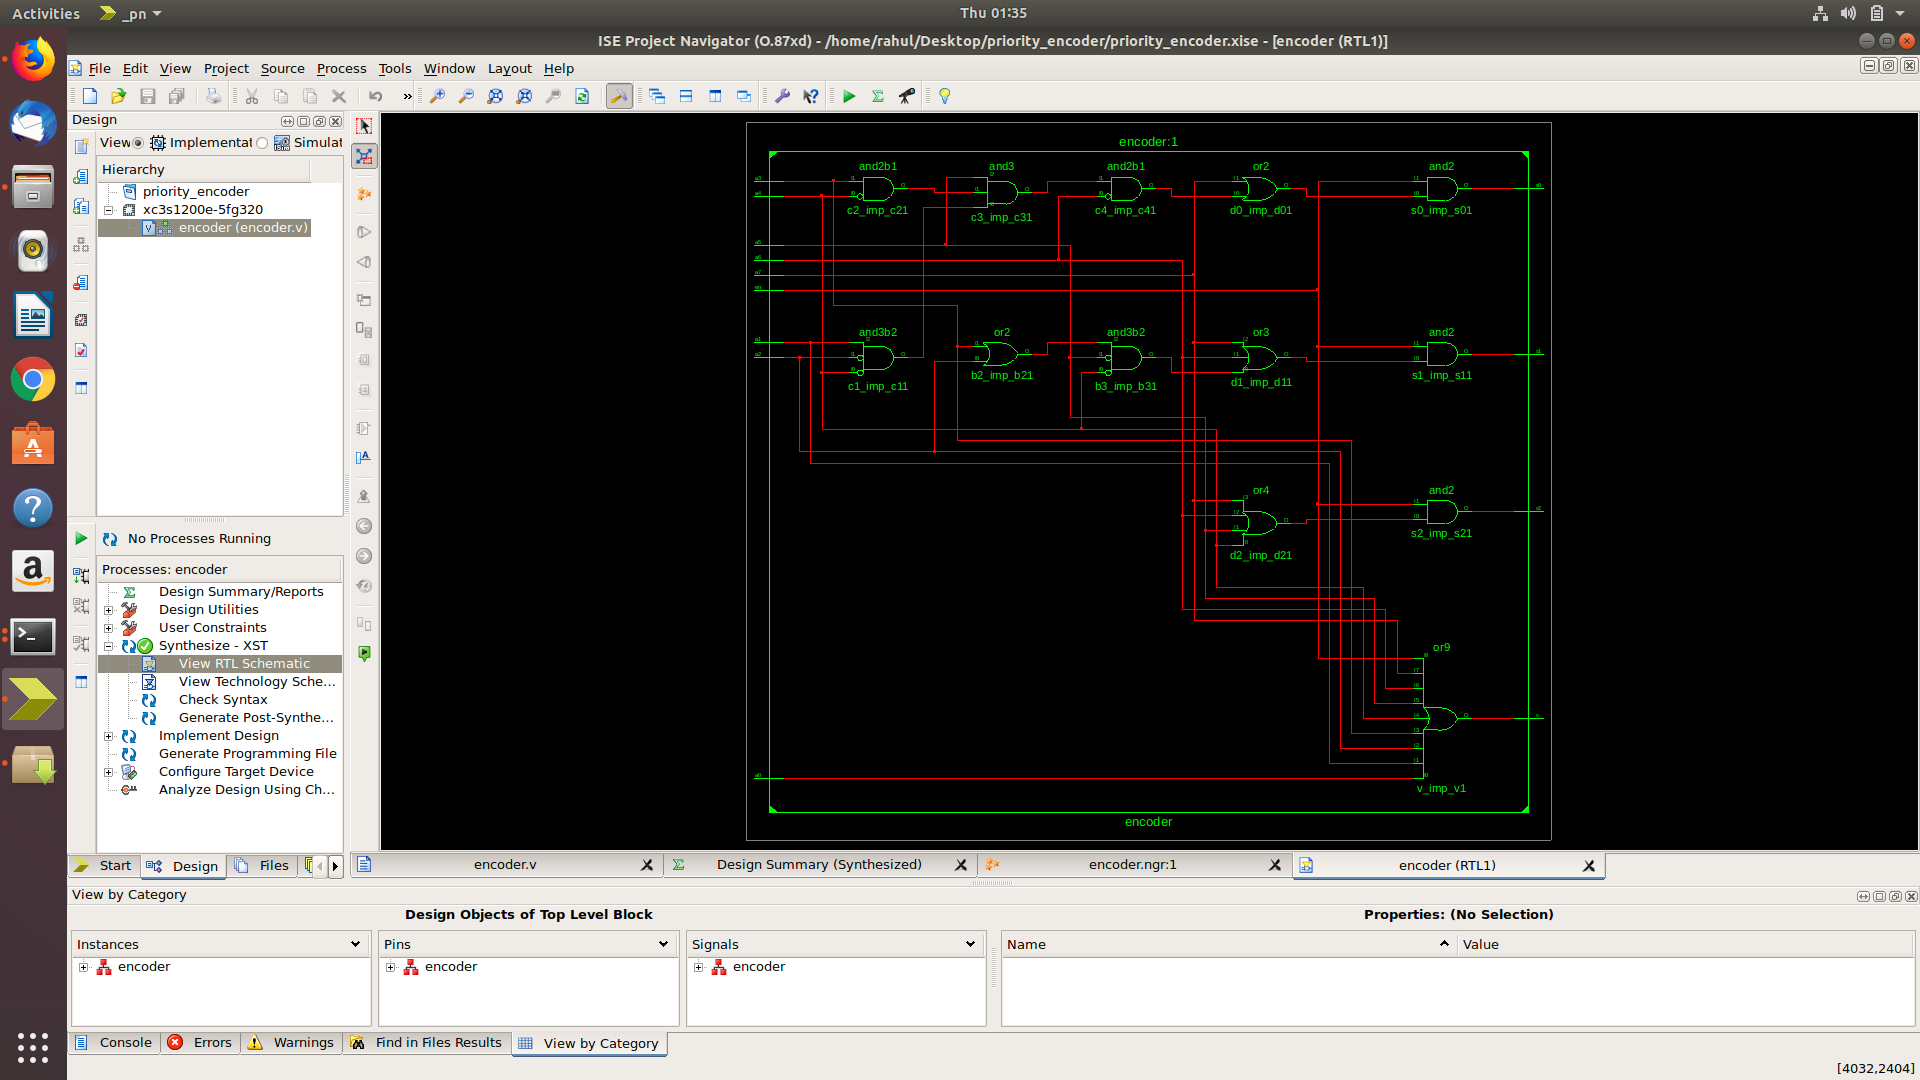 Activities
_pn
Thu 01:35
ISE Project Navigator (O.87xd) - /home/rahul/Desktop/priority_encoder/priority_encoder.xise - [encoder (RTL1)]
File Edit View Project Source Process Tools Window Layout Help
»
Design
View Implementat Simulat
Hierarchy
priority_encoder
xc3s1200e-5fg320
encoder (encoder.v)
No Processes Running
Processes: encoder
Design Summary/Reports
Design Utilities
User Constraints
Synthesize - XST
View RTL Schematic
View Technology Sche...
Check Syntax
Generate Post-Synthe...
Implement Design
Generate Programming File
Configure Target Device
Analyze Design Using Ch...
Start Design Files
encoder:1
and2b1 and3 and2b1 or2 and2
c2_imp_c21 c3_imp_c31 c4_imp_c41 d0_imp_d01 s0_imp_s01
and3b2 or2 and3b2 or3 and2
c1_imp_c11 b2_imp_b21 b3_imp_b31 d1_imp_d11 s1_imp_s11
or4 and2
d2_imp_d21 s2_imp_s21
or9
v_imp_v1
encoder
encoder.v
Design Summary (Synthesized)
encoder.ngr:1
encoder (RTL1)
View by Category
Design Objects of Top Level Block
Properties: (No Selection)
Instances Pins Signals Name Value
encoder encoder encoder
Console Errors Warnings Find in Files Results View by Category
[4032,2404]